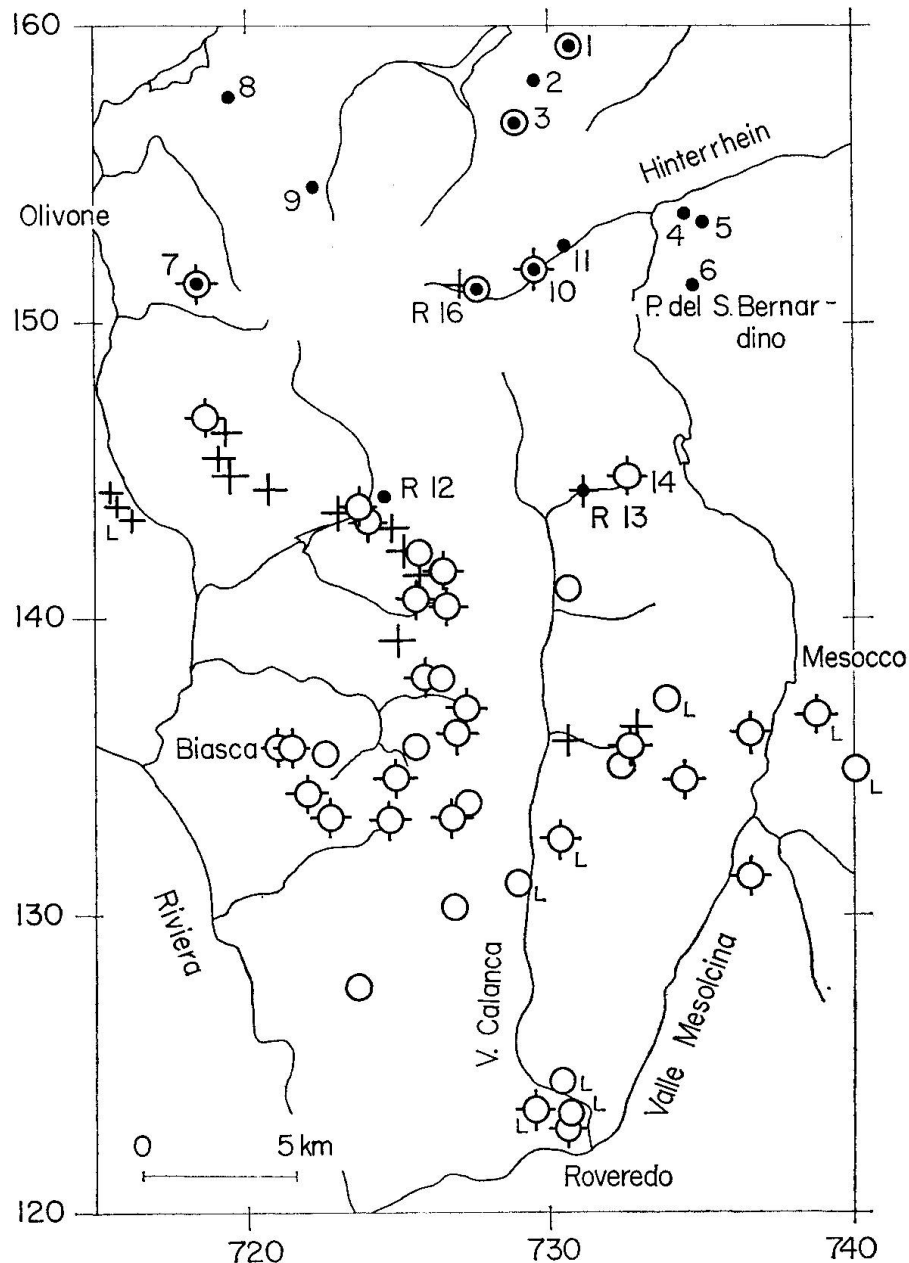 160
1
8
2
3
Hinterrhein
9
Olivone
4
5
7
11
6
10
R 16
P. del S. Bernar-
dino
150
R 12
14
L
R 13
140
Mesocco
L
L
Biasca
L
L
L
130
Riviera
V. Calanca
Valle Mesolcina
L
L
L
0
5 km
Roveredo
120
720
730
740